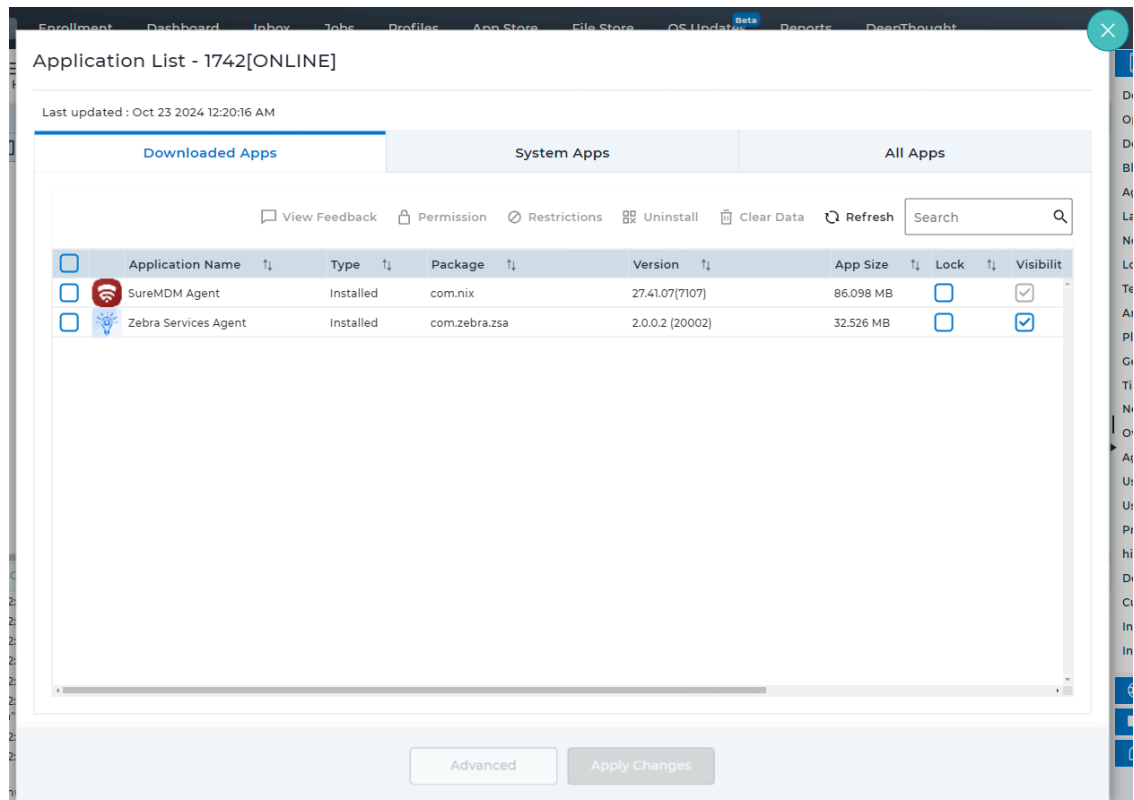 Enrollment Dashboard Inbox Jobs Profiles App Store File Store OS Updates Beta Reports DeepThought
Application List - 1742[ONLINE]
Last updated : Oct 23 2024 12:20:16 AM
Downloaded Apps System Apps All Apps
View Feedback Permission Restrictions Uninstall Clear Data Refresh Search
Application Name Type Package Version App Size Lock Visibilit
SureMDM Agent Installed com.nix 27.41.07(7107) 86.098 MB
Zebra Services Agent Installed com.zebra.zsa 2.0.0.2 (20002) 32.526 MB
Advanced Apply Changes